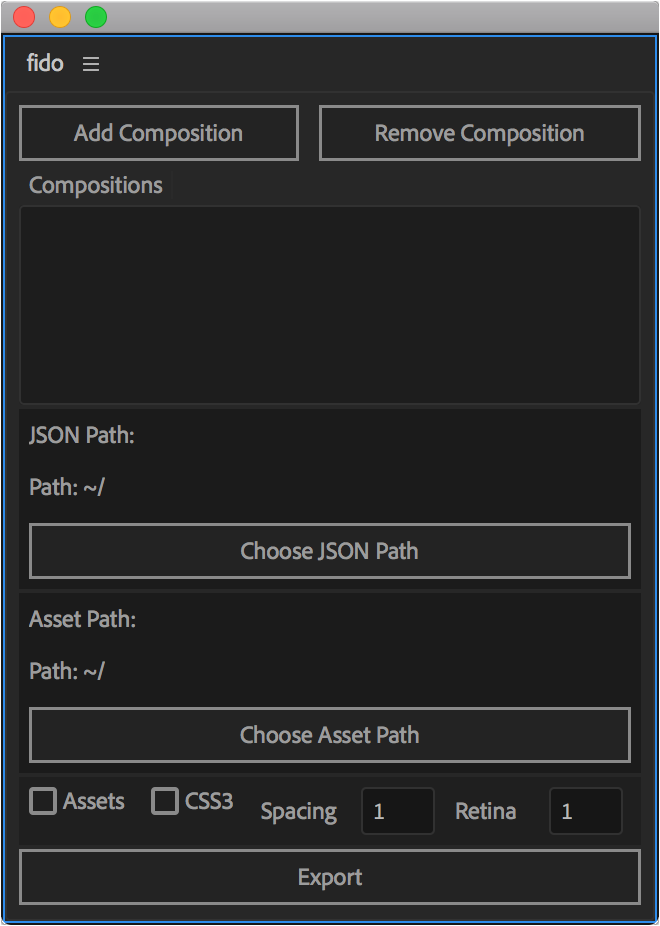 fido
Add Composition Remove Composition
Compositions
JSON Path:
Path: ~/
Choose JSON Path
Asset Path:
Path: ~/
Choose Asset Path
Assets CSS3 Spacing 1 Retina 1
Export